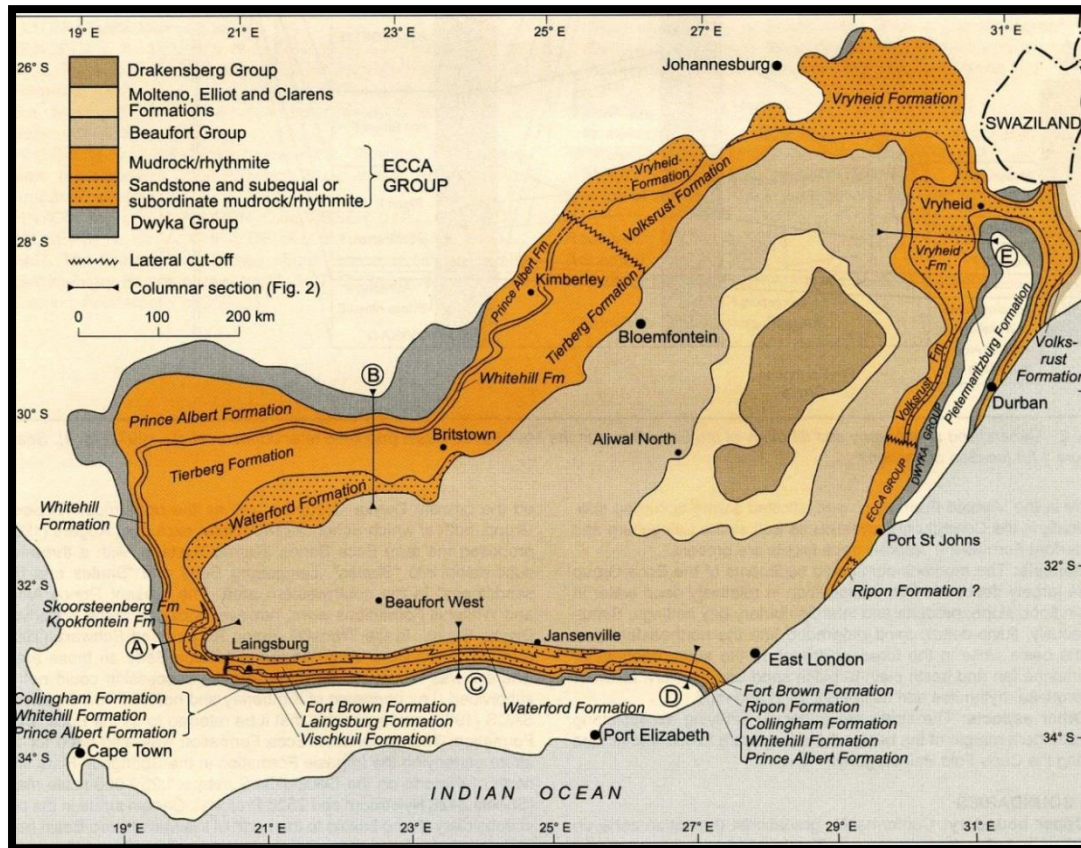 19° E
21° E
23° E
25° E
27° E
29° E
31° E
26° S
28° S
30° S
32° S
34° S
Drakensberg Group
Molteno, Elliot and Clarens
Formations
Beaufort Group
Mudrock/rhythmite
Sandstone and subequal or
subordinate mudrock/rhythmite
ECCA
GROUP
Dwyka Group
Lateral cut-off
Columnar section (Fig. 2)
0 100 200 km
Johannesburg
Vryheid Formation
SWAZILAND
Vryheid
Formation
Volksrust Formation
Vryheid
Vryheid
Fm
E
Prince Albert Fm
Kimberley
Tierberg Formation
Bloemfontein
Whitehill Fm
Pietermaritzburg Formation
Volks-
rust
Formation
Volksrust Fm
DWYKA GROUP
Durban
B
Prince Albert Formation
Britstown
Aliwal North
Tierberg Formation
Waterford Formation
ECCA GROUP
Whitehill
Formation
Port St Johns
28° S
30° S
32° S
34° S
Ripon Formation ?
Beaufort West
Skoorsteenberg Fm
Kookfontein Fm
A
Laingsburg
Jansenville
East London
C
D
Collingham Formation
Whitehill Formation
Prince Albert Formation
Fort Brown Formation
Laingsburg Formation
Vischkuil Formation
Waterford Formation
Fort Brown Formation
Ripon Formation
Collingham Formation
Whitehill Formation
Prince Albert Formation
Cape Town
Port Elizabeth
INDIAN OCEAN
19° E
21° E
23° E
25° E
27° E
29° E
31° E